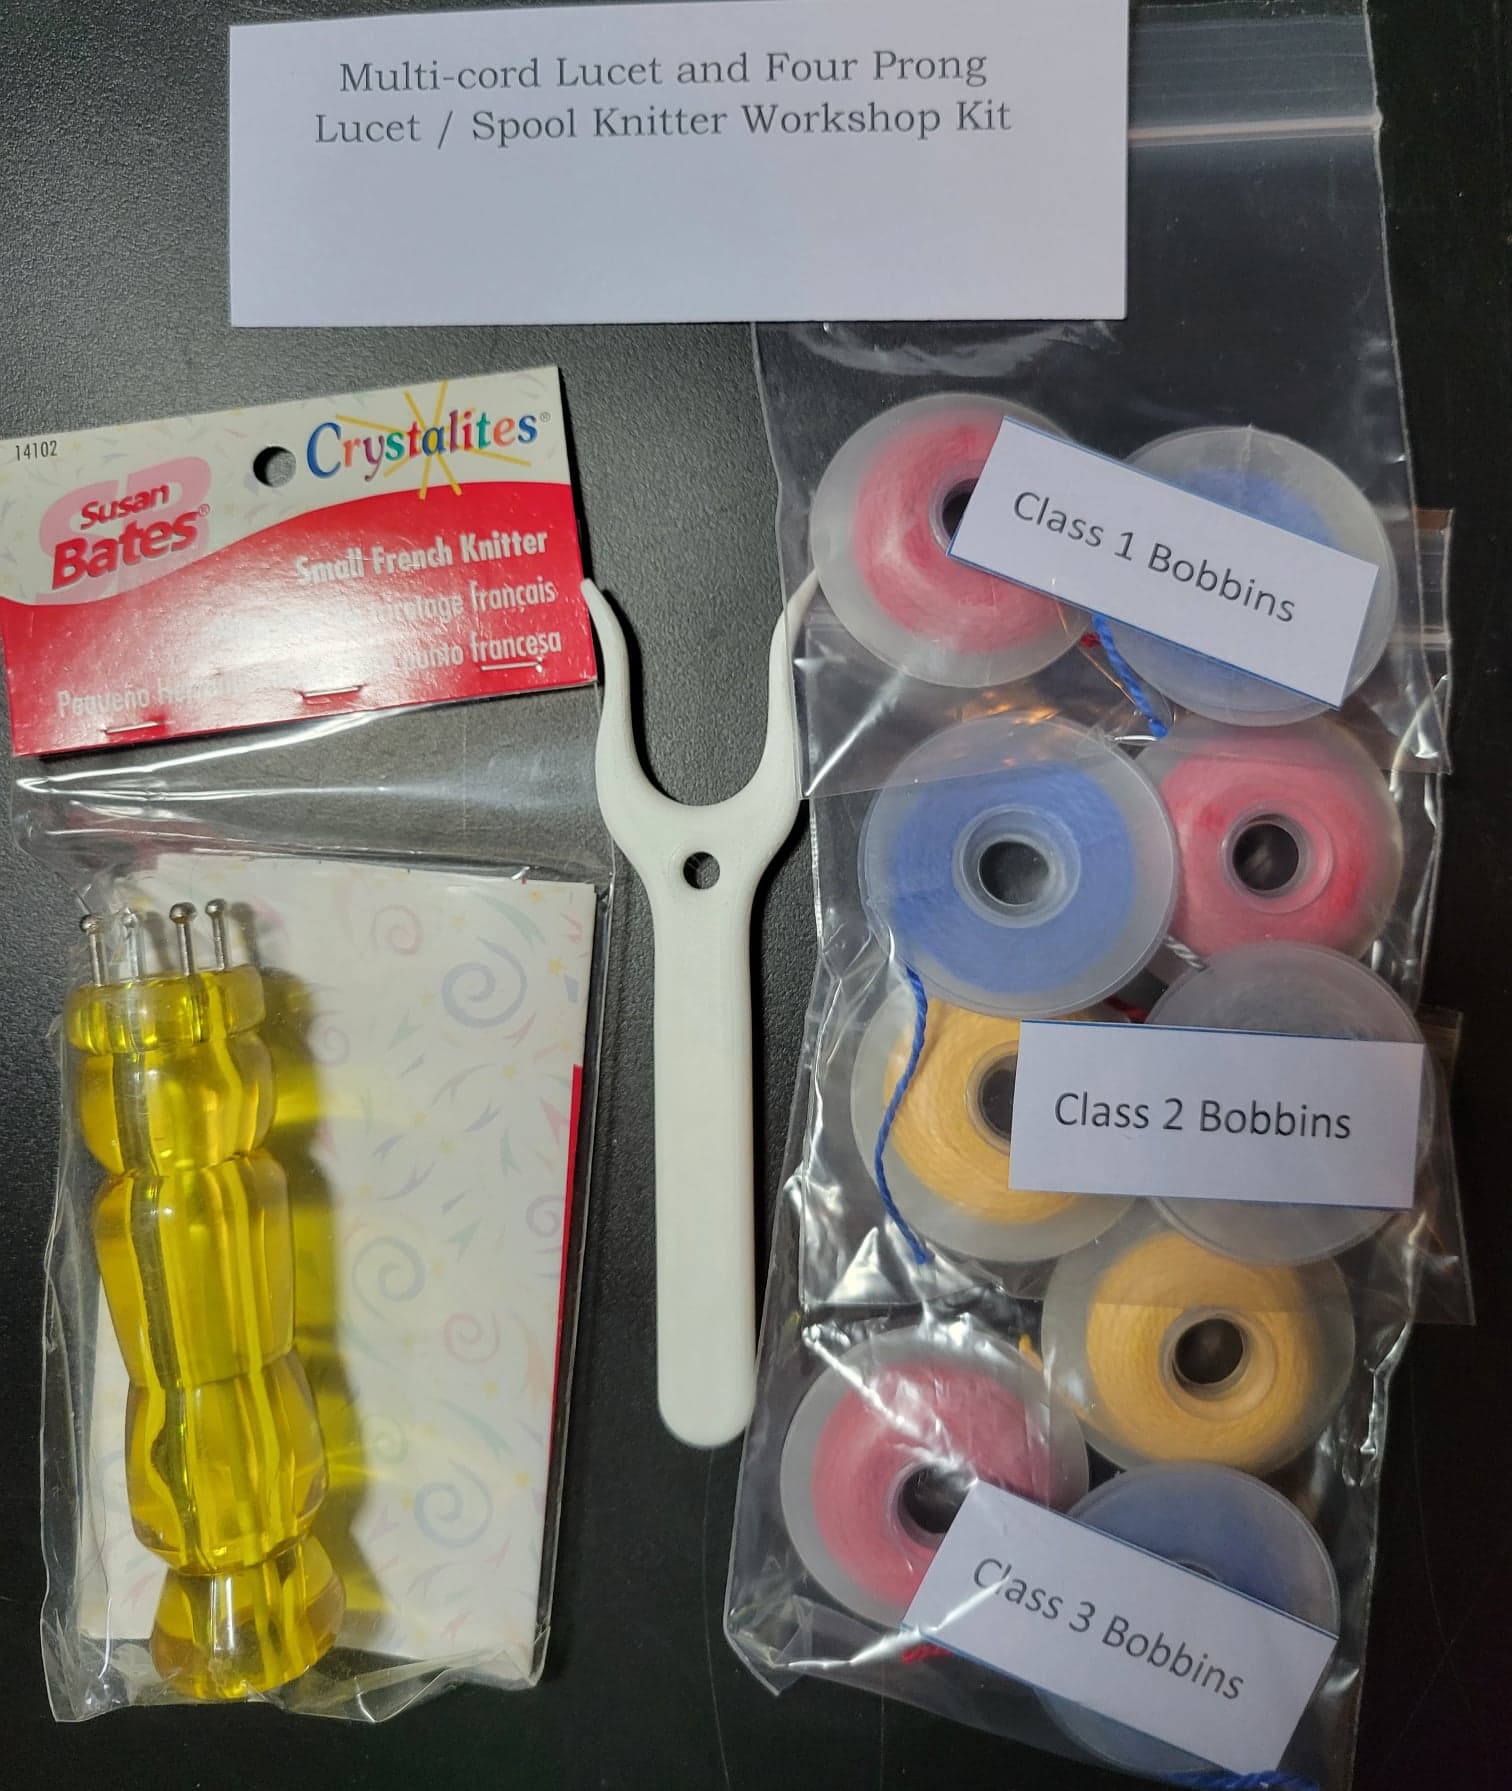 Multi-cord Lucet and Four Prong
Lucet / Spool Knitter Workshop Kit
14102
Crystalites®
Susan
Bates®
Small French Knitter
français
punto francesa
Pequeño
Class 1 Bobbins
Class 2 Bobbins
Class 3 Bobbins